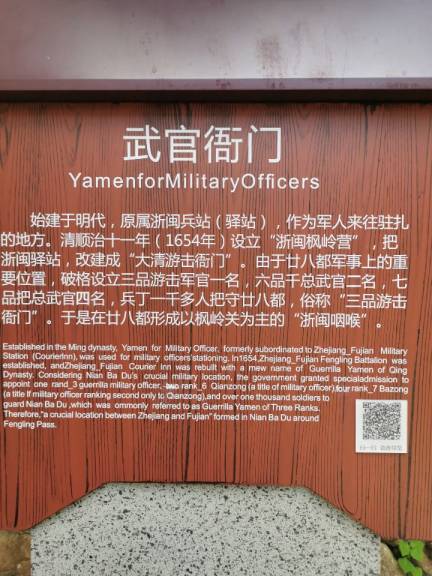 武官衙门
YamenforMilitaryOfficers
始建于明代，原属浙闽兵站（驿站），作为军人来往驻扎
的地方。清顺治十一年（1654年）设立“浙闽枫岭营”，把
浙闽驿站，改建成“大清游击衙门”。由于廿八都军事上的重
要位置，破格设立三品游击军官一名，六品千总武官二名，七
品把总武官四名，兵丁一千多人把守廿八都，俗称“三品游击
衙门”。于是在廿八都形成以枫岭关为主的“浙闽咽喉”。
Established in the Ming dynasty, Yamen for Military Officer, formerly subordinated to Zhejiang_Fujian Military
Station (CourierInn), was used for military officers'stationing. In1654,Zhejiang_Fujian Fengling Battalion was
established, andZhejiang_Fujian Courier Inn was rebuilt with a mew name of Guerrilla Yamen of Qing
Dynasty. Considering Nian Ba Du's crucial military location, the government granted specialadmission to
appoint one rand_3 guerrilla military officer, two rank_6 Qianzong (a title of military officer),four rank_7 Bazong
(a title lf military officer ranking second only to Qianzong),and over one thousand soldiers to
guard Nian Ba Du ,which was ommonly referred to as Guerrilla Yamen of Three Ranks.
Therefore,"a crucial location between Zhejiang and Fujian" formed in Nian Ba Du around
Fengling Pass.